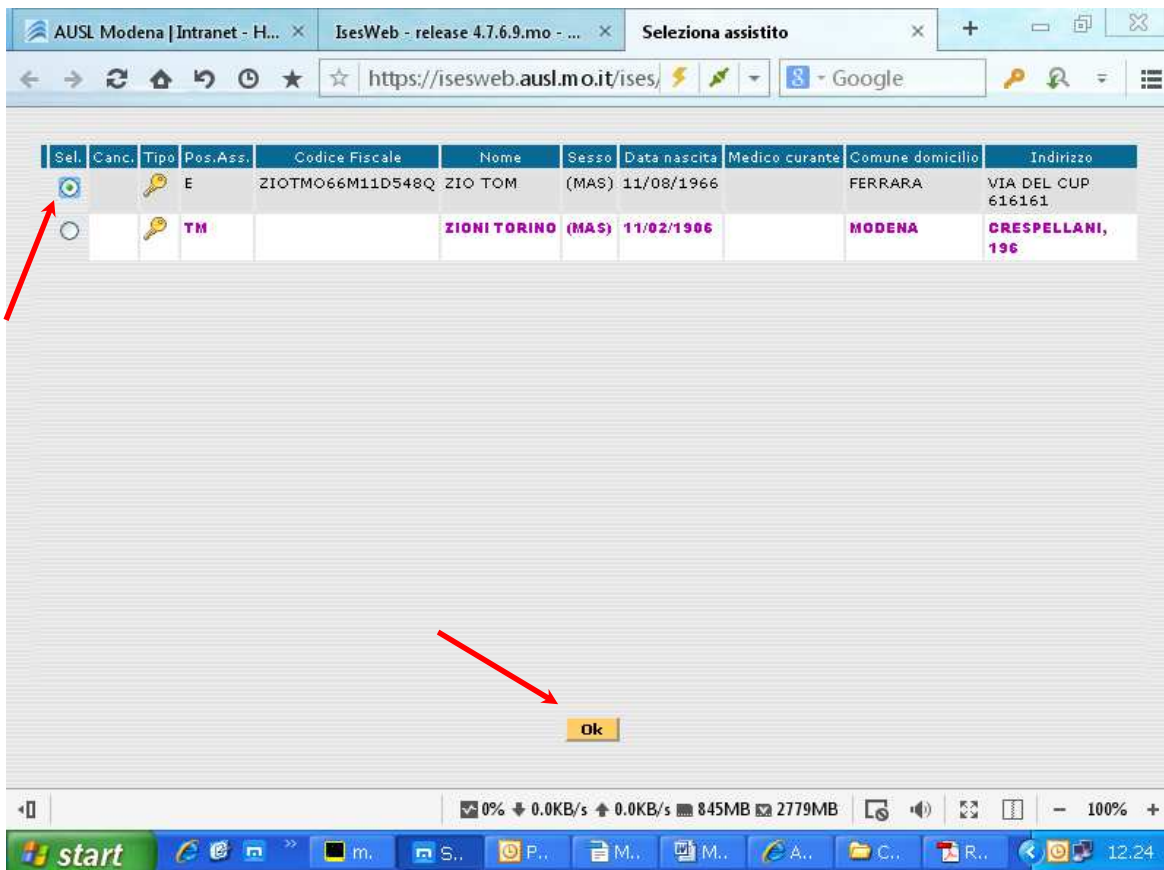 AUSL Modena | Intranet - H... × IsesWeb - release 4.7.6.9.mo - ... × Seleziona assistito × +
https://isesweb.ausl.mo.it/ises/ 8 - Google
Sel. Canc. Tipo Pos.Ass. Codice Fiscale Nome Sesso Data nascita Medico curante Comune domicilio Indirizzo
E ZIOTMO66M11D548Q ZIO TOM (MAS) 11/08/1966 FERRARA VIA DEL CUP
616161
TM ZIONI TORINO (MAS) 11/02/1906 MODENA CRESPELLANI,
196
Ok
0% 0.0KB/s 0.0KB/s 845MB 2779MB 100% +
start » m. S.. P.. M.. M.. A.. C.. R.. 12.24